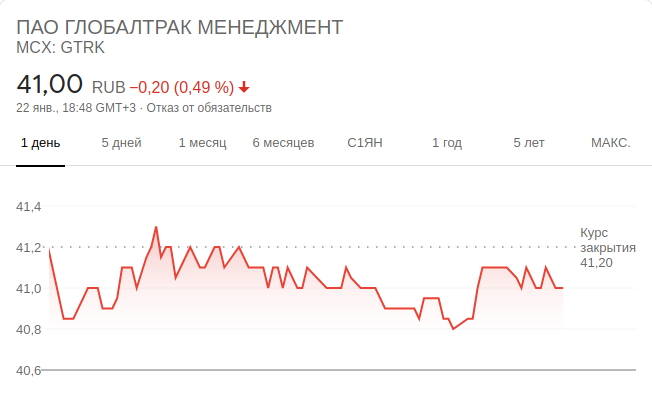 ПАО ГЛОБАЛТРАК МЕНЕДЖМЕНТ
MCX: GTRK
41,00 RUB −0,20 (0,49 %)
22 янв., 18:48 GMT+3 · Отказ от обязательств
1 день 5 дней 1 месяц 6 месяцев С1ЯН 1 год 5 лет МАКС.
41,4
41,2
41,0
40,8
40,6
Курс
закрытия
41,20